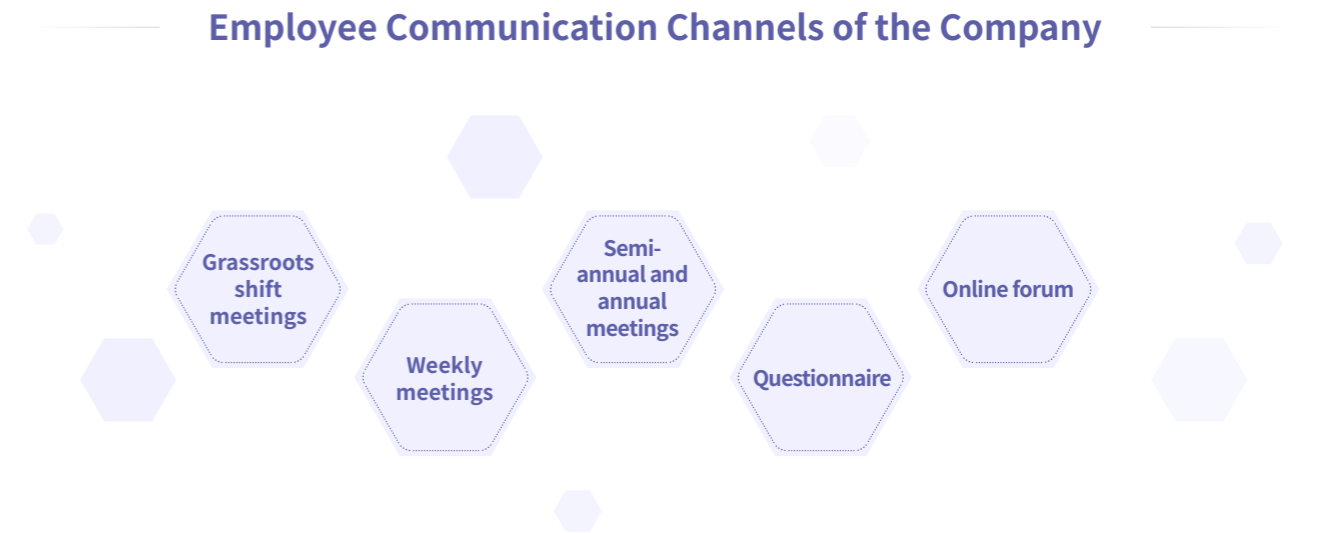 Employee Communication Channels of the Company
Grassroots
shift
meetings
Weekly
meetings
Semi-
annual and
annual
meetings
Questionnaire
Online forum